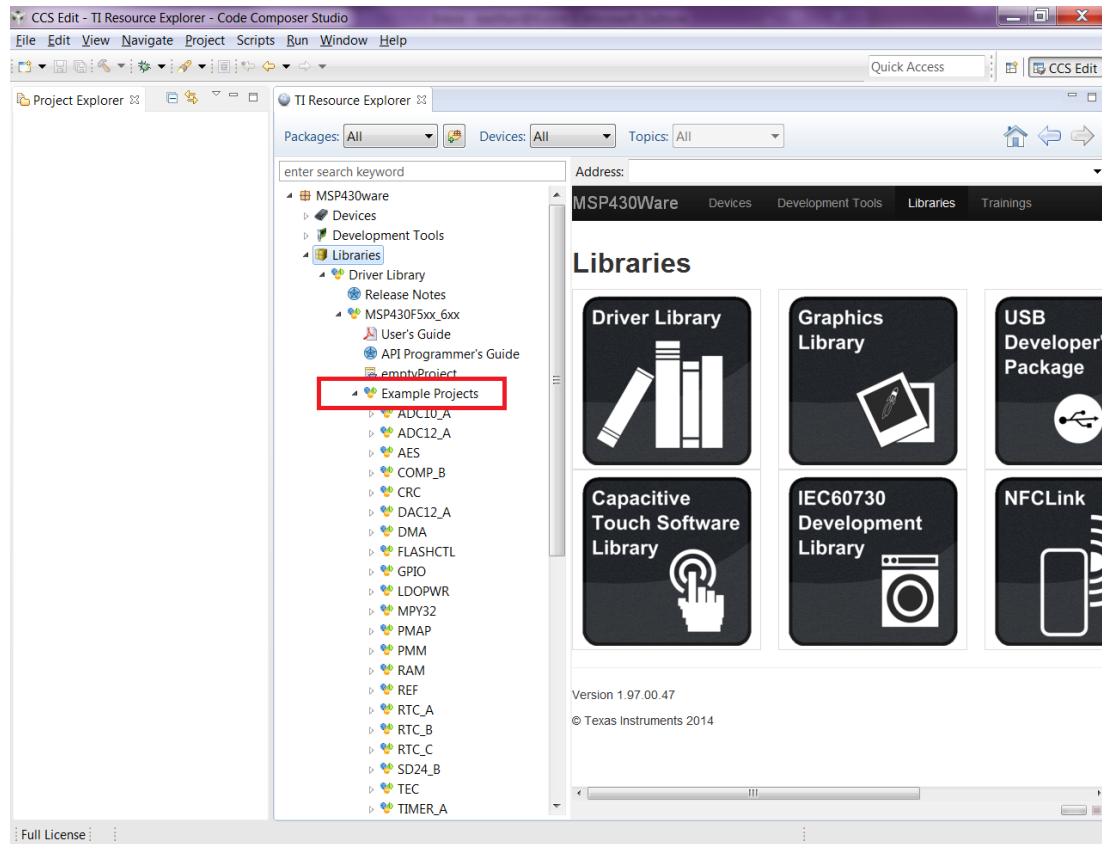 CCS Edit - TI Resource Explorer - Code Composer Studio
File Edit View Navigate Project Scripts Run Window Help
Quick Access
CCS Edit
Project Explorer
TI Resource Explorer
Packages: All
Devices: All
Topics: All
enter search keyword
Address:
MSP430ware
Devices
Development Tools
Libraries
Driver Library
Release Notes
MSP430F5xx_6xx
User's Guide
API Programmer's Guide
emptyProject
Example Projects
ADC10_A
ADC12_A
AES
COMP_B
CRC
DAC12_A
DMA
FLASHCTL
GPIO
LDOPWR
MPY32
PMAP
PMM
RAM
REF
RTC_A
RTC_B
RTC_C
SD24_B
TEC
TIMER_A
MSP430Ware Devices Development Tools Libraries Trainings
Libraries
Driver Library
Graphics
Library
USB
Developer'
Package
Capacitive
Touch Software
Library
IEC60730
Development
Library
NFCLink
Version 1.97.00.47
© Texas Instruments 2014
Full License